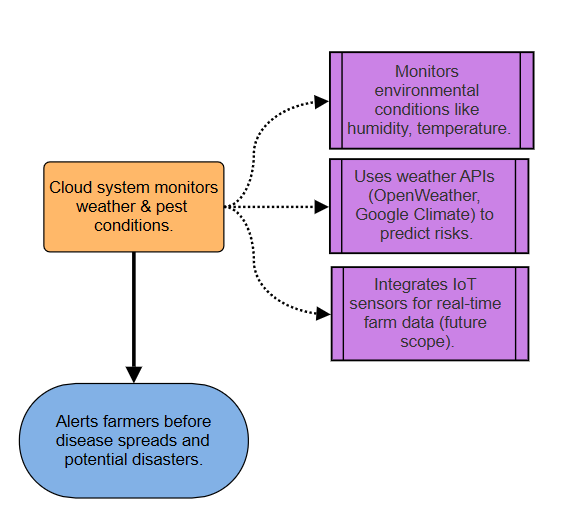 Monitors
environmental
conditions like
humidity, temperature.
Cloud system monitors
weather & pest
conditions.
Uses weather APIs
(OpenWeather,
Google Climate) to
predict risks.
Integrates IoT
sensors for real-time
farm data (future
scope).
Alerts farmers before
disease spreads and
potential disasters.